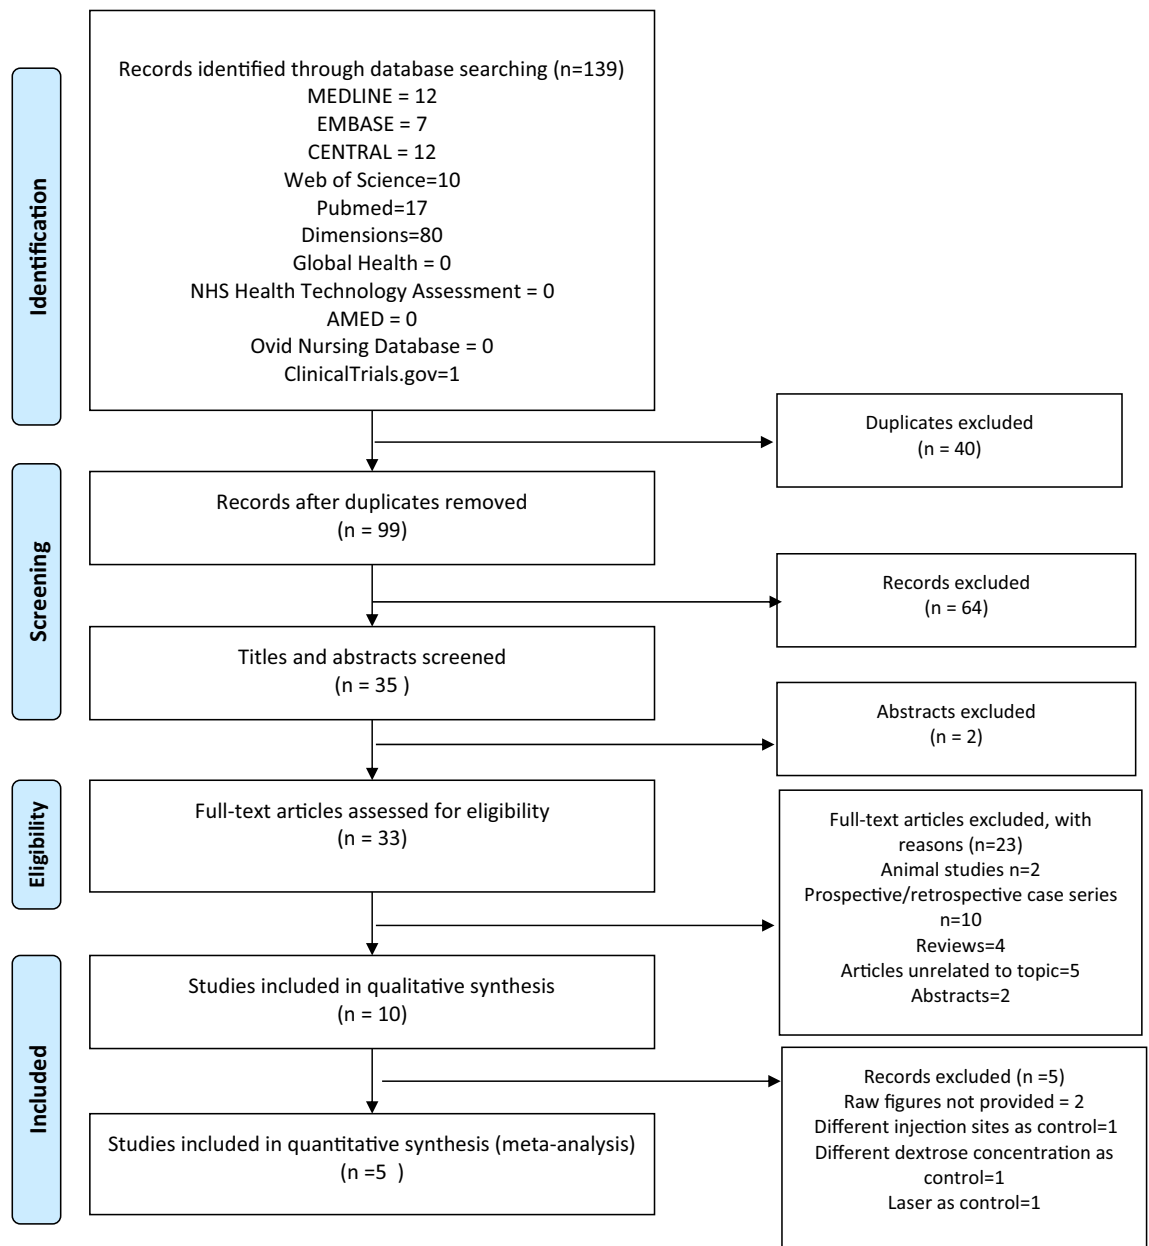 Identification
Records identified through database searching (n=139)
MEDLINE = 12
EMBASE = 7
CENTRAL = 12
Web of Science=10
Pubmed=17
Dimensions=80
Global Health = 0
NHS Health Technology Assessment = 0
AMED = 0
Ovid Nursing Database = 0
ClinicalTrials.gov=1
Duplicates excluded
(n = 40)
Screening
Records after duplicates removed
(n = 99)
Records excluded
(n = 64)
Titles and abstracts screened
(n = 35 )
Abstracts excluded
(n = 2)
Eligibility
Full-text articles assessed for eligibility
(n = 33)
Full-text articles excluded, with
reasons (n=23)
Animal studies n=2
Prospective/retrospective case series
n=10
Reviews=4
Articles unrelated to topic=5
Abstracts=2
Included
Studies included in qualitative synthesis
(n = 10)
Records excluded (n =5)
Raw figures not provided = 2
Different injection sites as control=1
Different dextrose concentration as
control=1
Laser as control=1
Studies included in quantitative synthesis (meta-analysis)
(n =5  )